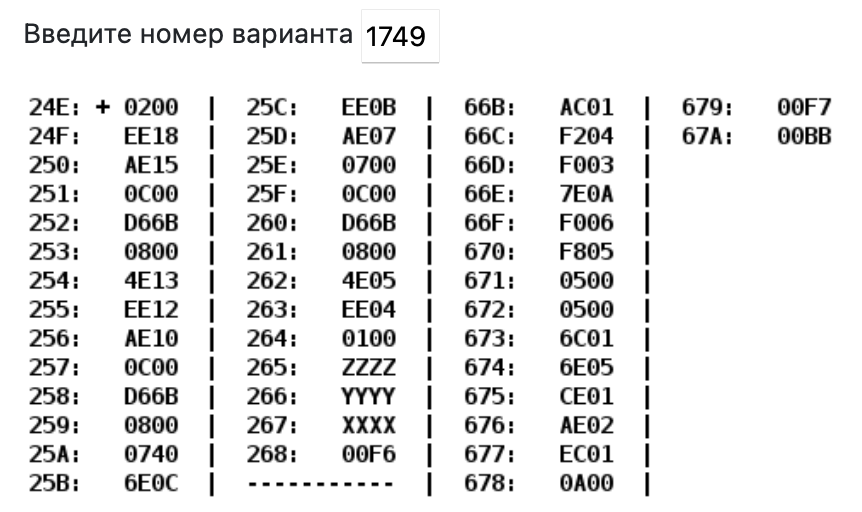 Введите номер варианта 1749
24E: + 0200 | 25C: EE0B | 66B: AC01 | 679: 00F7
24F: EE18 | 25D: AE07 | 66C: F204 | 67A: 00BB
250: AE15 | 25E: 0700 | 66D: F003 |
251: 0C00 | 25F: 0C00 | 66E: 7E0A |
252: D66B | 260: D66B | 66F: F006 |
253: 0800 | 261: 0800 | 670: F805 |
254: 4E13 | 262: 4E05 | 671: 0500 |
255: EE12 | 263: EE04 | 672: 0500 |
256: AE10 | 264: 0100 | 673: 6C01 |
257: 0C00 | 265: ZZZZ | 674: 6E05 |
258: D66B | 266: YYYY | 675: CE01 |
259: 0800 | 267: XXXX | 676: AE02 |
25A: 0740 | 268: 00F6 | 677: EC01 |
25B: 6E0C | ----------- | 678: 0A00 |